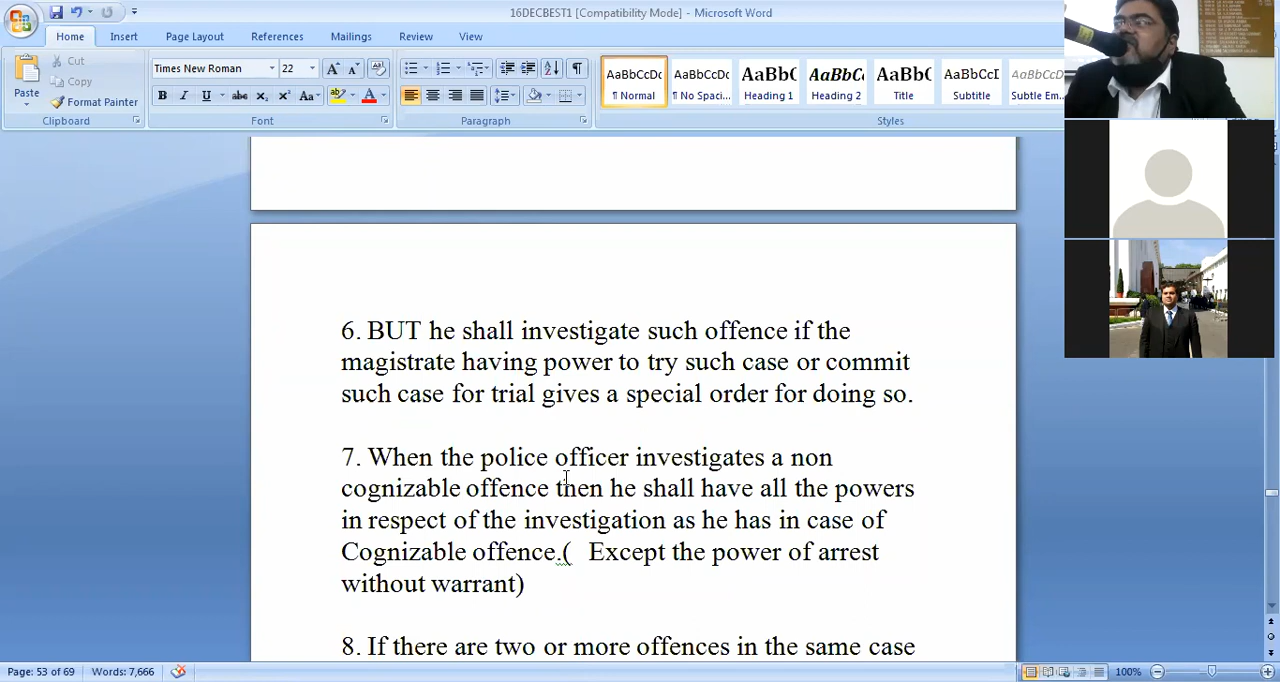 16DECBEST1 [Compatibility Mode] - Microsoft Word
Home Insert Page Layout References Mailings Review View
Paste
Cut
Copy
Format Painter
Clipboard
Times New Roman 22
Font
Paragraph
AaBbCcDc AaBbCcDc AaBbC AaBbCc AaBbC AaBbCcI AaBbCcDc
¶ Normal ¶ No Spaci... Heading 1 Heading 2 Title Subtitle Subtle Em...
Styles
6. BUT he shall investigate such offence if the
magistrate having power to try such case or commit
such case for trial gives a special order for doing so.
7. When the police officer investigates a non
cognizable offence then he shall have all the powers
in respect of the investigation as he has in case of
Cognizable offence.( Except the power of arrest
without warrant)
8. If there are two or more offences in the same case
Page: 53 of 69 Words: 7,666 100%